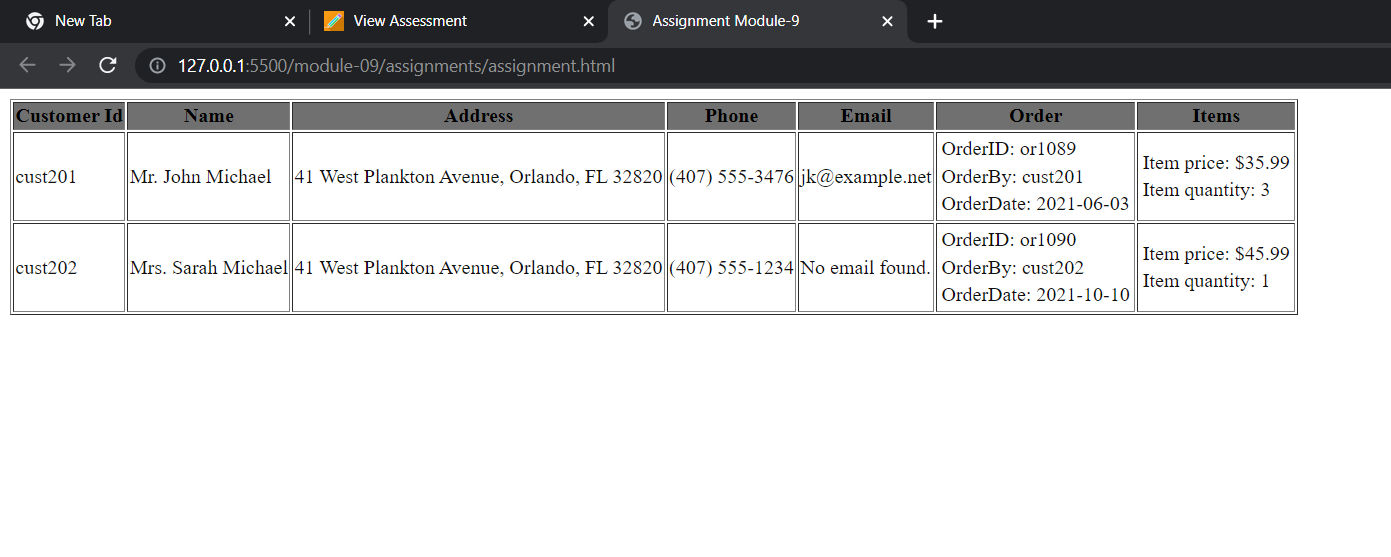 New Tab
View Assessment
Assignment Module-9
127.0.0.1:5500/module-09/assignments/assignment.html
Customer Id Name Address Phone Email Order Items
cust201 Mr. John Michael 41 West Plankton Avenue, Orlando, FL 32820 (407) 555-3476 jk@example.net
OrderID: or1089
OrderBy: cust201
OrderDate: 2021-06-03
Item price: $35.99
Item quantity: 3
cust202 Mrs. Sarah Michael 41 West Plankton Avenue, Orlando, FL 32820 (407) 555-1234 No email found.
OrderID: or1090
OrderBy: cust202
OrderDate: 2021-10-10
Item price: $45.99
Item quantity: 1